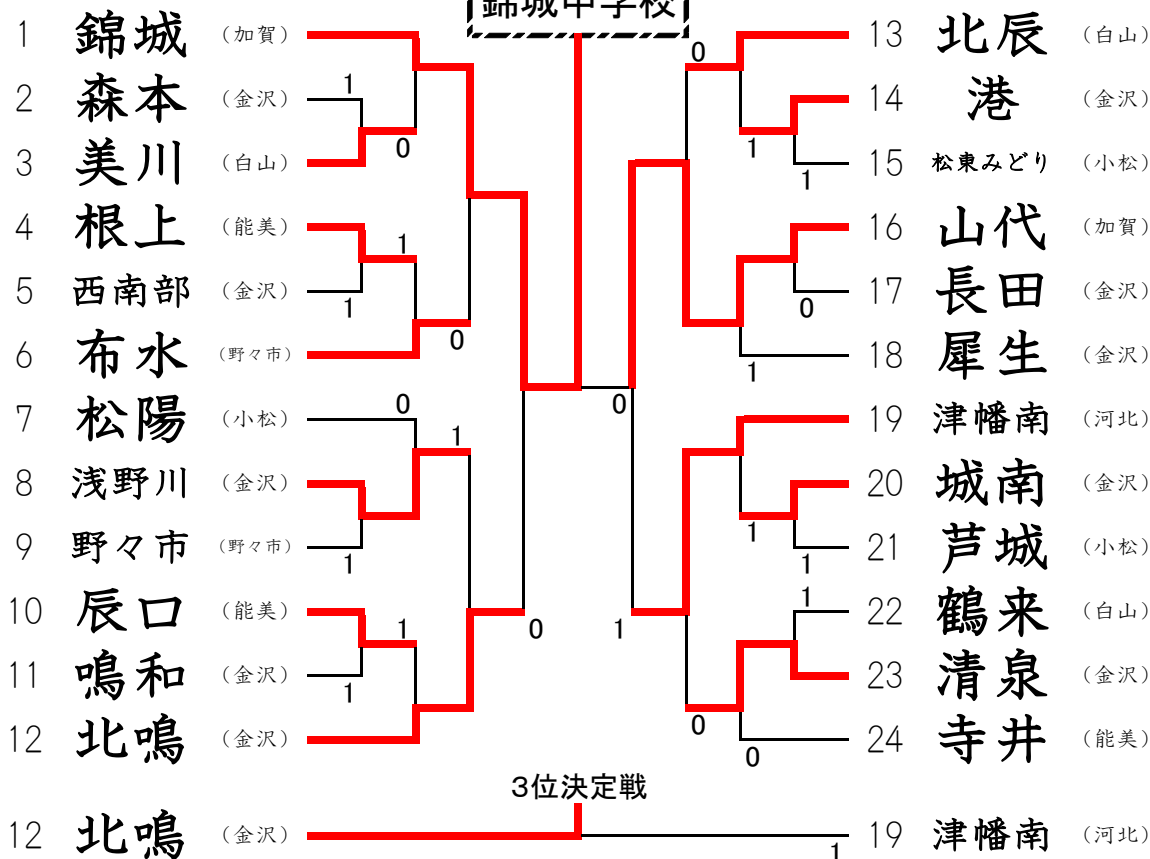 錦城中学校
1 錦城 (加賀)
1
2 森本 (金沢)
0
3 美川 (白山)
4 根上 (能美)
1
5 西南部 (金沢)
1
6 布水 (野々市)
0
7 松陽 (小松)
0
1
8 浅野川 (金沢)
9 野々市 (野々市)
1
10 辰口 (能美)
1
0
11 鳴和 (金沢)
1
12 北鳴 (金沢)
0
13 北辰 (白山)
14 港 (金沢)
1
15 松東みどり (小松)
1
16 山代 (加賀)
17 長田 (金沢)
0
18 犀生 (金沢)
1
0
19 津幡南 (河北)
20 城南 (金沢)
1
21 芦城 (小松)
1
1
22 鶴来 (白山)
1
23 清泉 (金沢)
0
24 寺井 (能美)
0
3位決定戦
12 北鳴 (金沢)
19 津幡南 (河北)
1